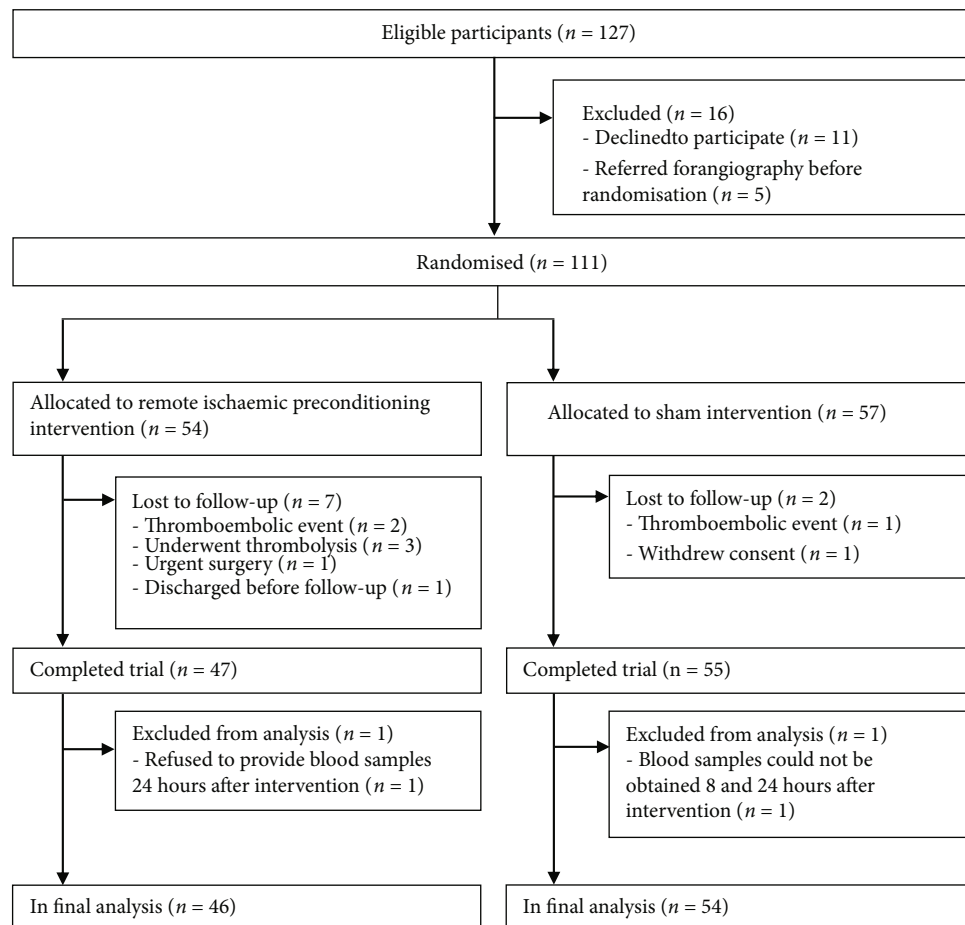 Eligible participants (n = 127)
Excluded (n = 16)
- Declinedto participate (n = 11)
- Referred forangiography before
randomisation (n = 5)
Randomised (n = 111)
Allocated to remote ischaemic preconditioning
intervention (n = 54)
Allocated to sham intervention (n = 57)
Lost to follow-up (n = 7)
- Thromboembolic event (n = 2)
- Underwent thrombolysis (n = 3)
- Urgent surgery (n = 1)
- Discharged before follow-up (n = 1)
Lost to follow-up (n = 2)
- Thromboembolic event (n = 1)
- Withdrew consent (n = 1)
Completed trial (n = 47)
Completed trial (n = 55)
Excluded from analysis (n = 1)
- Refused to provide blood samples
24 hours after intervention (n = 1)
Excluded from analysis (n = 1)
- Blood samples could not be
obtained 8 and 24 hours after
intervention (n = 1)
In final analysis (n = 46)
In final analysis (n = 54)